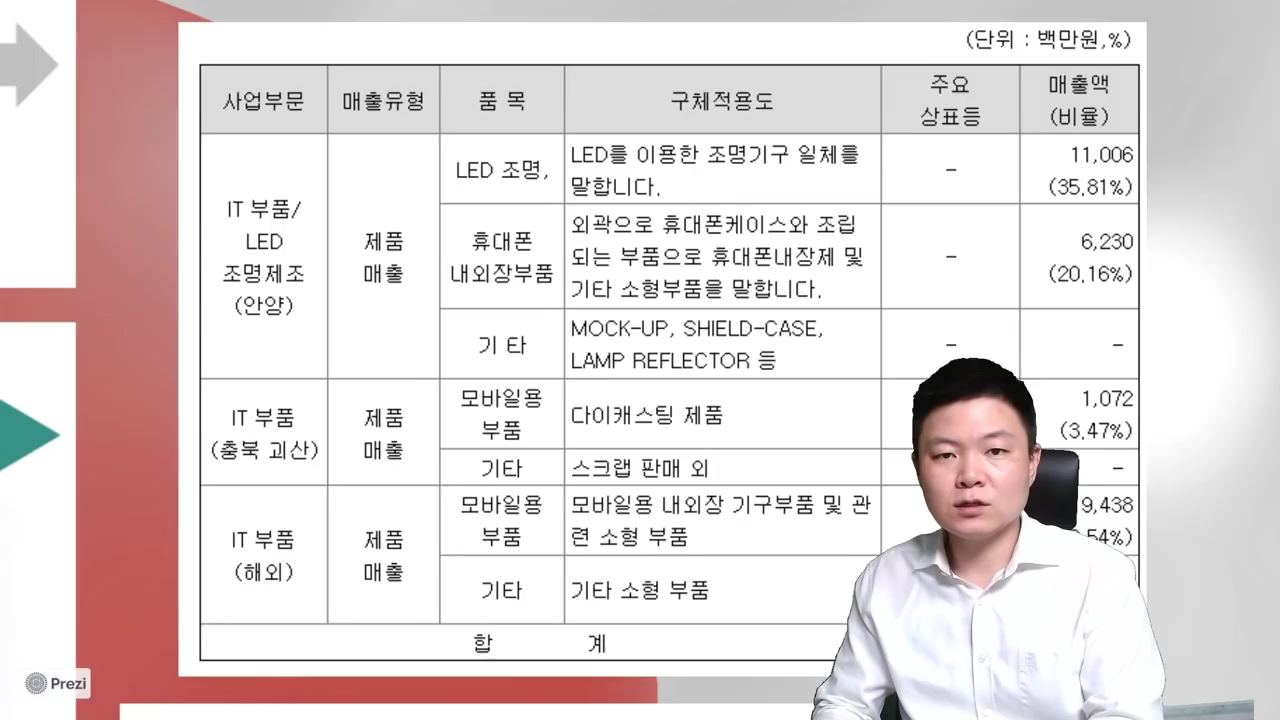 (단위 : 백만원,%)
사업부문 매출유형 품 목 구체적용도 주요 상표등 매출액 (비율)
IT 부품/
LED
조명제조
(안양)
제품
매출
LED 조명,
LED를 이용한 조명기구 일체를
말합니다.
–
11,006
(35,81%)
휴대폰
내외장부품
외곽으로 휴대폰케이스와 조립
되는 부품으로 휴대폰내장제 및
기타 소형부품을 말합니다.
–
6,230
(20,16%)
기 타
MOCK-UP, SHIELD-CASE,
LAMP REFLECTOR 등
–
–
IT 부품
(충북 괴산)
제품
매출
모바일용
부품
다이캐스팅 제품
1,072
(3,47%)
기타
스크랩 판매 외
–
IT 부품
(해외)
제품
매출
모바일용
부품
모바일용 내외장 기구부품 및 관
련 소형 부품
9,438
54%)
기타
기타 소형 부품
합 계
Prezi